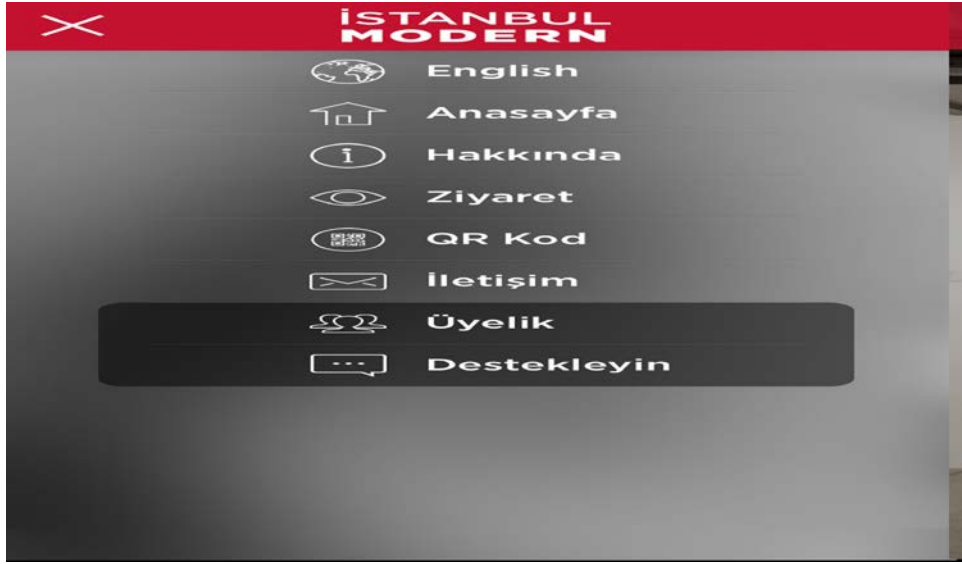 İSTANBUL
MODERN
English
Anasayfa
Hakkında
Ziyaret
QR Kod
İletişim
Üyelik
Destekleyin